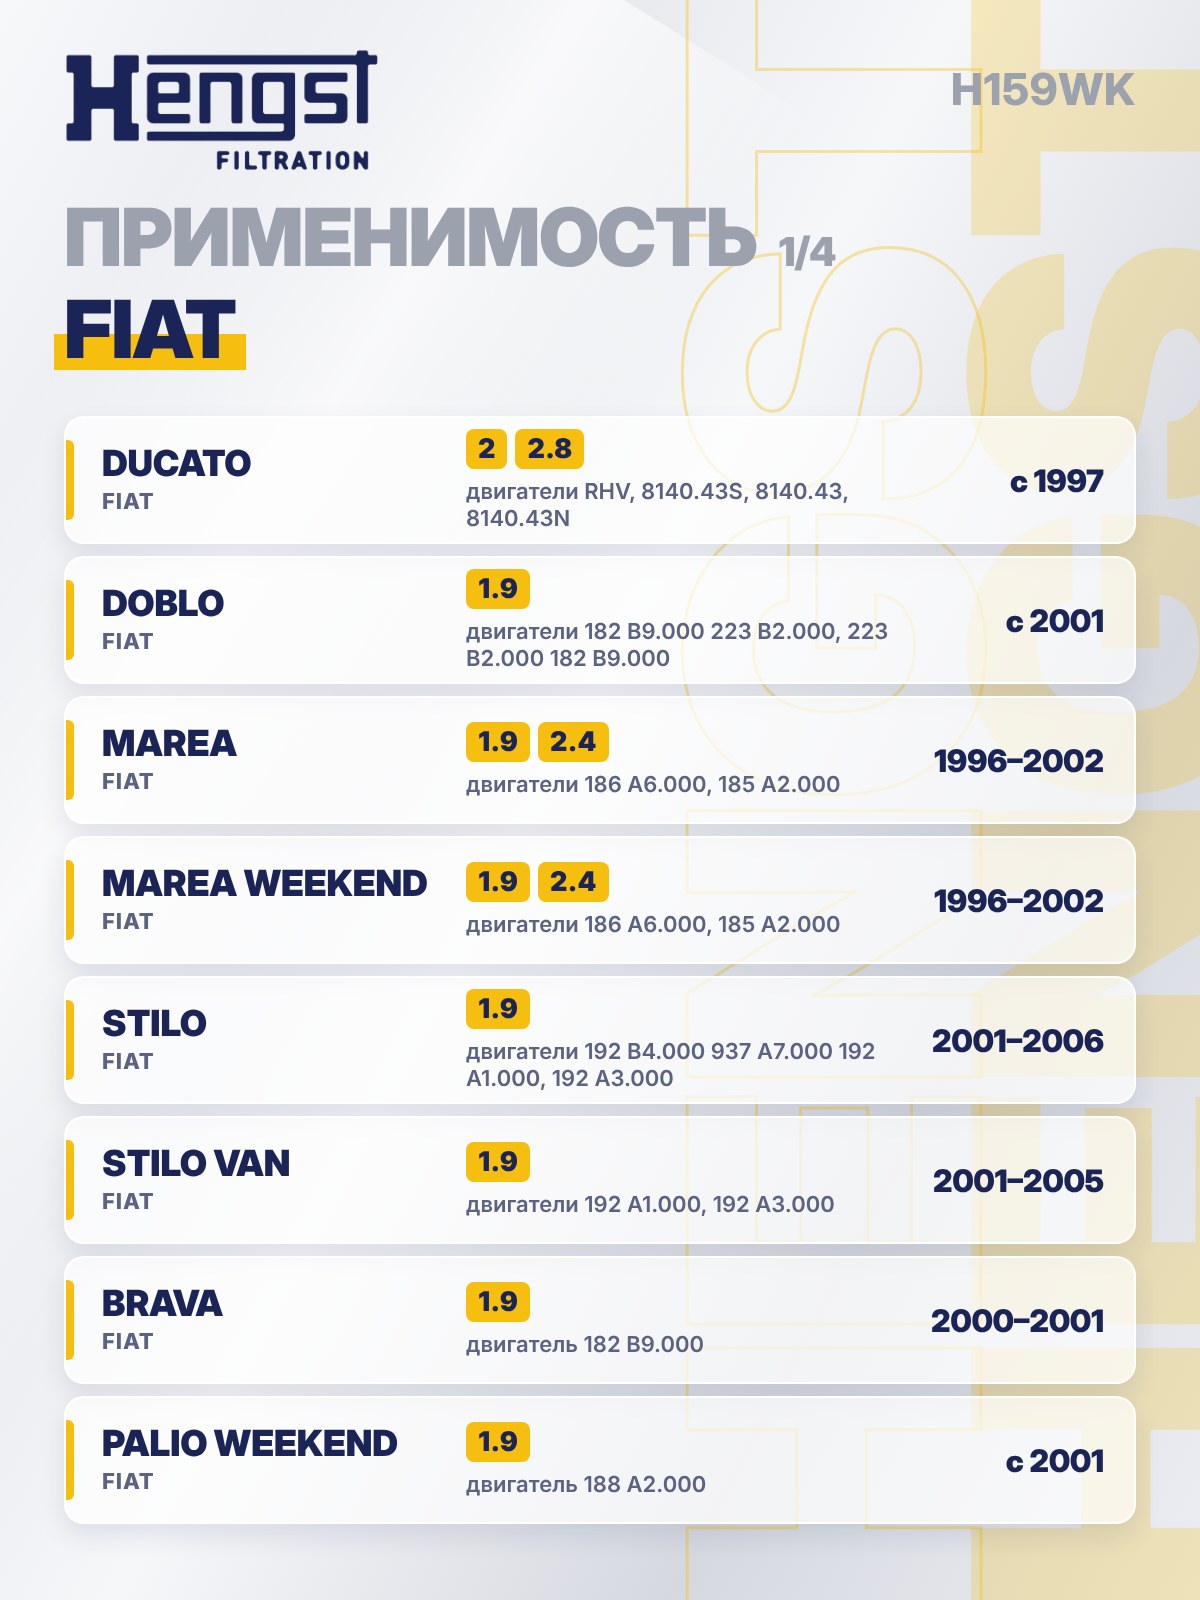 Hengst
FILTRATION
H159WK
ПРИМЕНИМОСТЬ 1/4
FIAT
DUCATO
FIAT
2 2.8
двигатели RHV, 8140.43S, 8140.43,
8140.43N
с 1997
DOBLO
FIAT
1.9
двигатели 182 B9.000 223 B2.000, 223
B2.000 182 B9.000
с 2001
MAREA
FIAT
1.9 2.4
двигатели 186 A6.000, 185 A2.000
1996–2002
MAREA WEEKEND
FIAT
1.9 2.4
двигатели 186 A6.000, 185 A2.000
1996–2002
STILO
FIAT
1.9
двигатели 192 B4.000 937 A7.000 192
A1.000, 192 A3.000
2001–2006
STILO VAN
FIAT
1.9
двигатели 192 A1.000, 192 A3.000
2001–2005
BRAVA
FIAT
1.9
двигатель 182 B9.000
2000–2001
PALIO WEEKEND
FIAT
1.9
двигатель 188 A2.000
с 2001
HENGST
HENGST